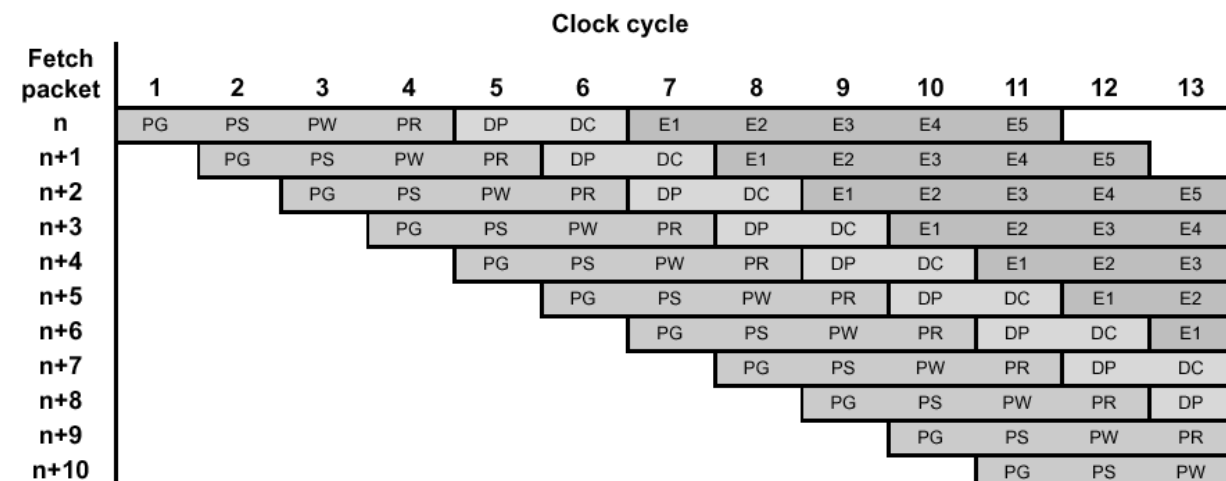 Clock cycle
Fetch
packet 1 2 3 4 5 6 7 8 9 10 11 12 13
n PG PS PW PR DP DC E1 E2 E3 E4 E5
n+1 PG PS PW PR DP DC E1 E2 E3 E4 E5
n+2 PG PS PW PR DP DC E1 E2 E3 E4 E5
n+3 PG PS PW PR DP DC E1 E2 E3 E4
n+4 PG PS PW PR DP DC E1 E2 E3
n+5 PG PS PW PR DP DC E1 E2
n+6 PG PS PW PR DP DC E1
n+7 PG PS PW PR DP DC
n+8 PG PS PW PR DP
n+9 PG PS PW PR
n+10 PG PS PW